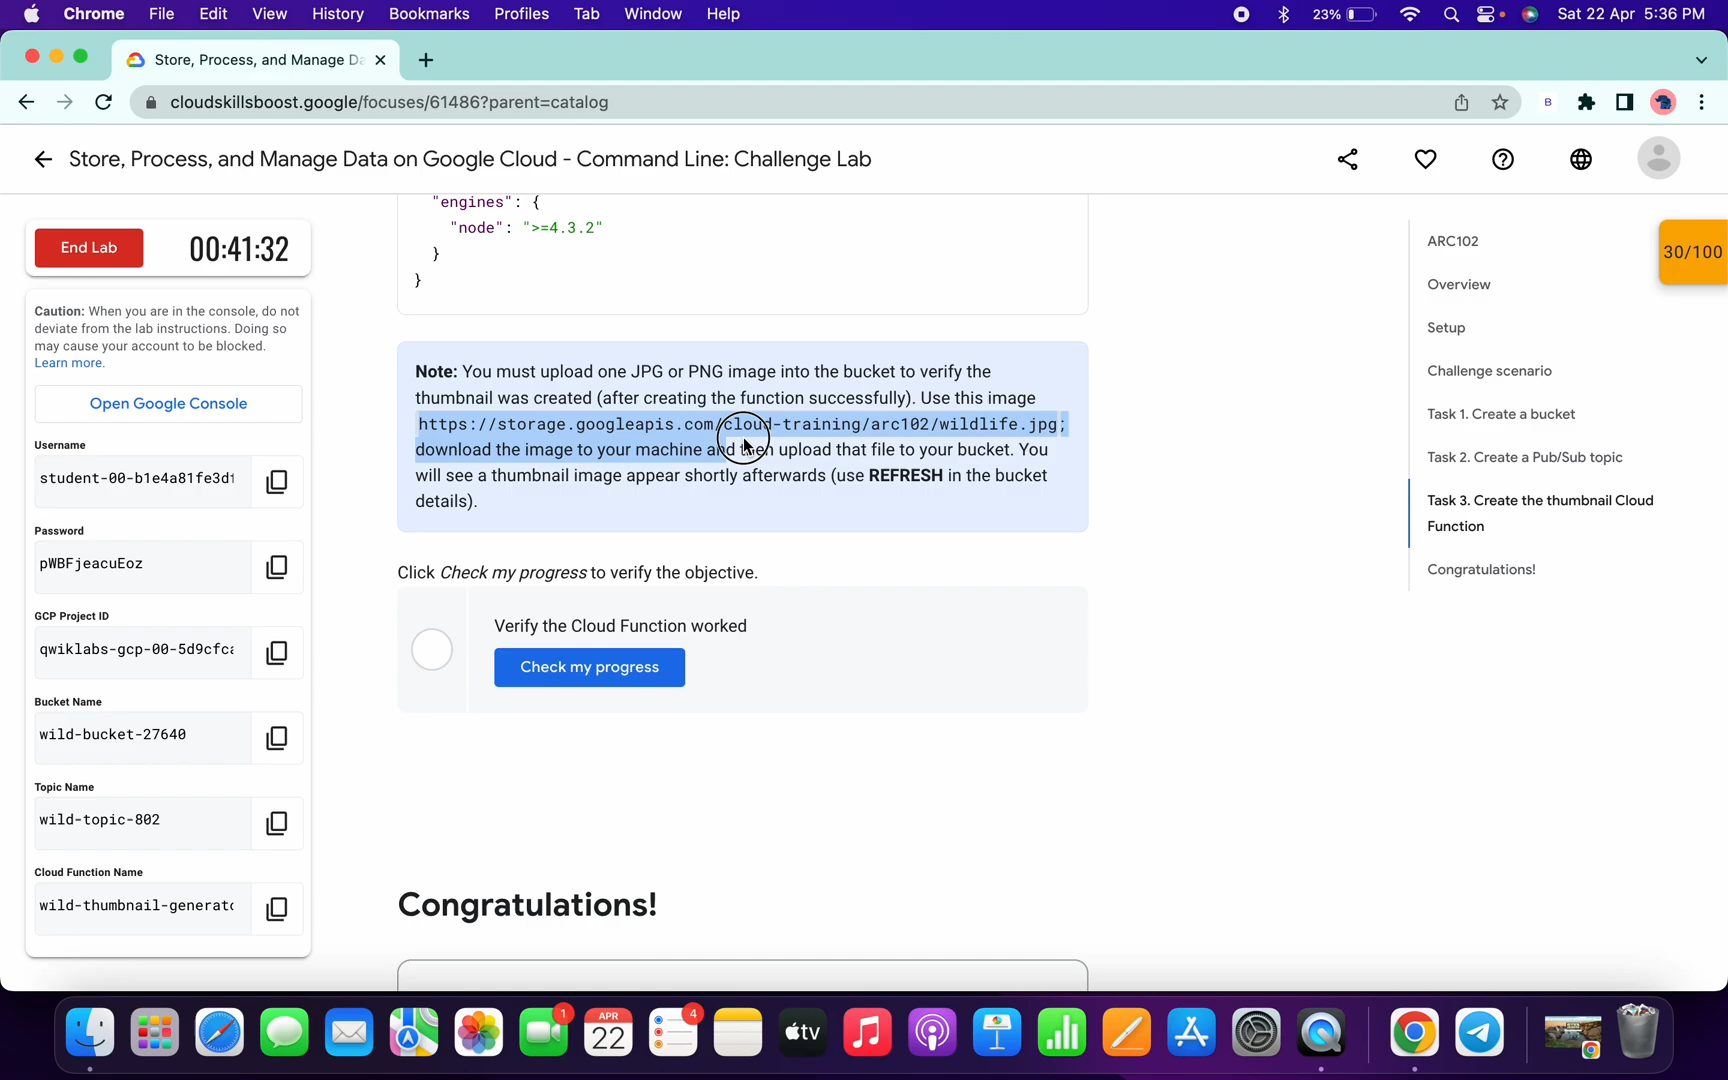 Chrome File Edit View History Bookmarks Profiles Tab Window Help 23% Sat 22 Apr 5:36 PM
Store, Process, and Manage Da
cloudskillsboost.google/focuses/61486?parent=catalog B
Store, Process, and Manage Data on Google Cloud - Command Line: Challenge Lab
End Lab 00:41:32
Caution: When you are in the console, do not
deviate from the lab instructions. Doing so
may cause your account to be blocked.
Learn more.
Open Google Console
Username
student-00-b1e4a81fe3d
Password
pWBFjeacuEoz
GCP Project ID
qwiklabs-gcp-00-5d9cfc
Bucket Name
wild-bucket-27640
Topic Name
wild-topic-802
Cloud Function Name
wild-thumbnail-generat
"engines": {
"node": ">=4.3.2"
}
}
Note: You must upload one JPG or PNG image into the bucket to verify the
thumbnail was created (after creating the function successfully). Use this image
https://storage.googleapis.com/cloud-training/arc102/wildlife.jpg;
download the image to your machine and then upload that file to your bucket. You
will see a thumbnail image appear shortly afterwards (use REFRESH in the bucket
details).
Click Check my progress to verify the objective.
Verify the Cloud Function worked
Check my progress
Congratulations!
ARC102
Overview
Setup
Challenge scenario
Task 1. Create a bucket
Task 2. Create a Pub/Sub topic
Task 3. Create the thumbnail Cloud
Function
Congratulations!
30/100
1
APR
22
4
tv